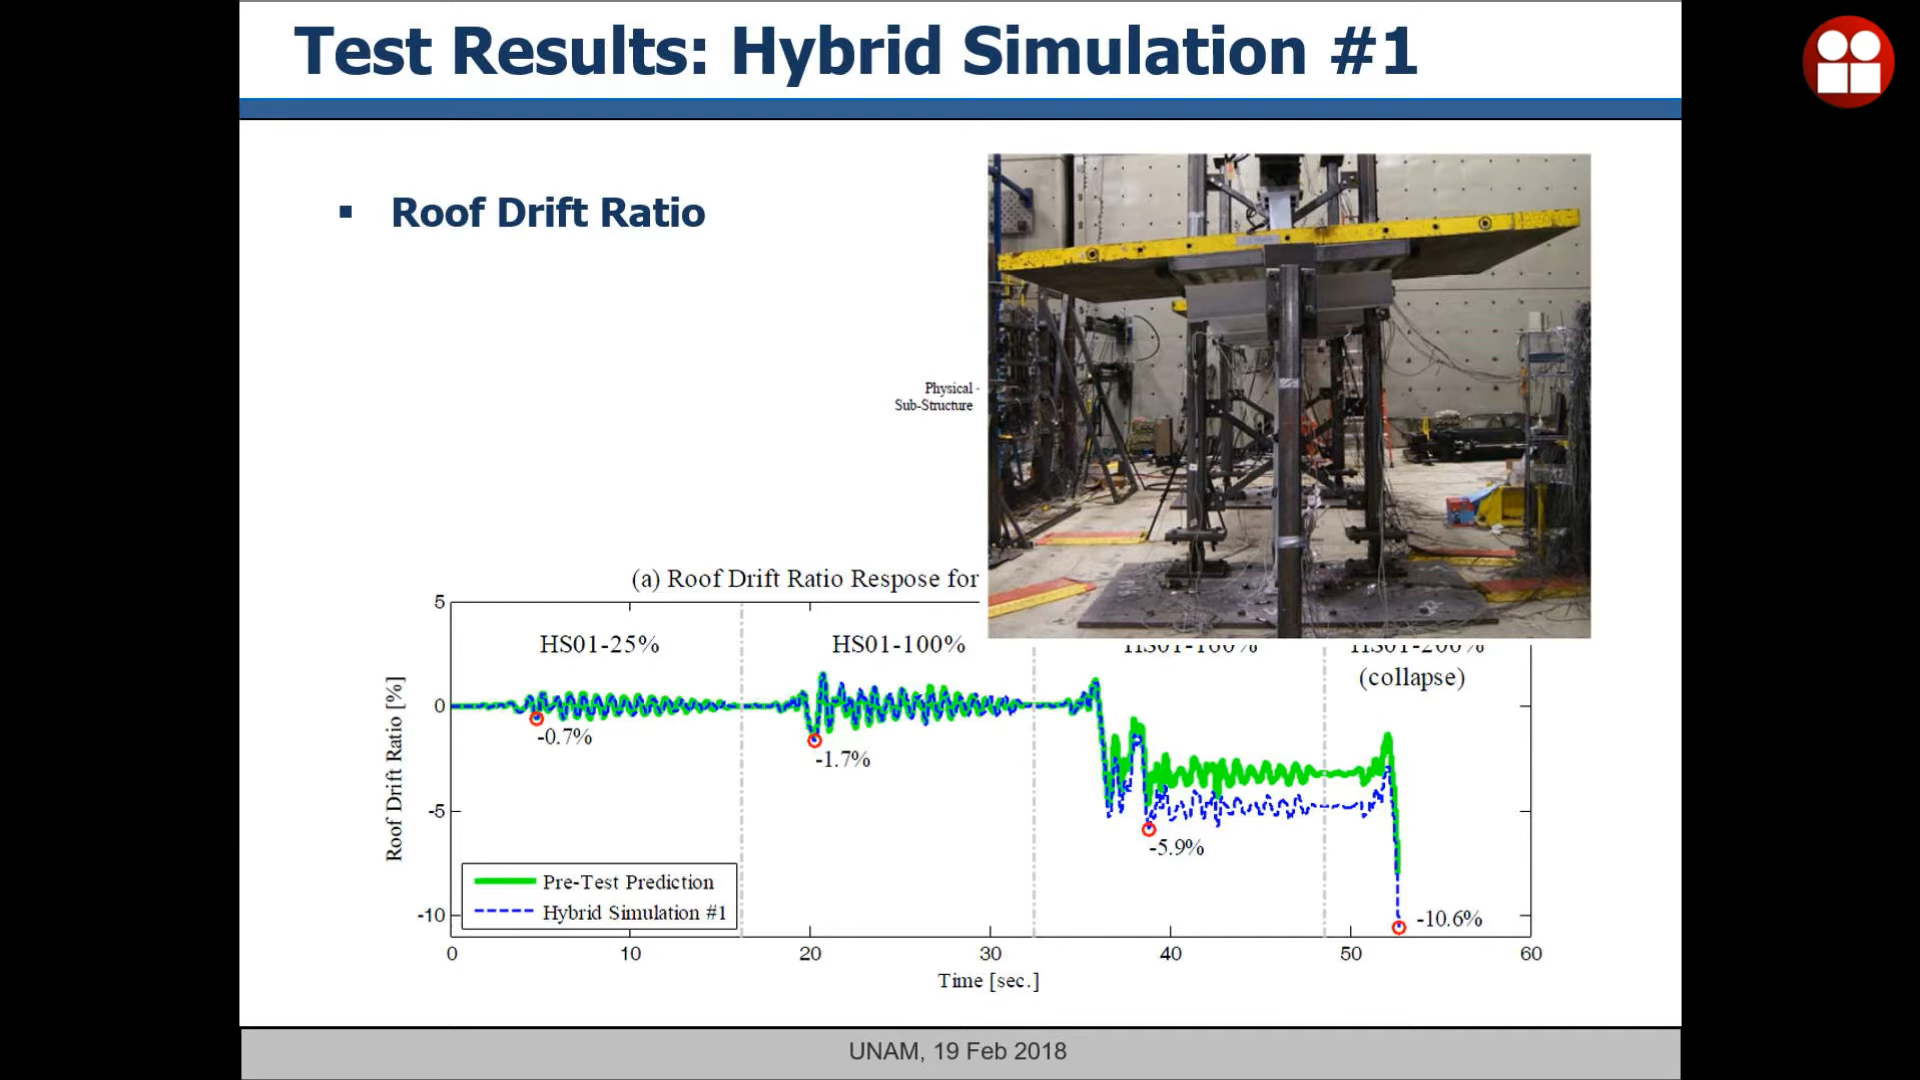 Test Results: Hybrid Simulation #1
▪ Roof Drift Ratio
Physical
Sub-Structure
(a) Roof Drift Ratio Respose for
5
0
-5
-10
Roof Drift Ratio [%]
HS01-25%
HS01-100%
(collapse)
-0.7%
-1.7%
-5.9%
-10.6%
Pre-Test Prediction
Hybrid Simulation #1
0 10 20 30 40 50 60
Time [sec.]
UNAM, 19 Feb 2018